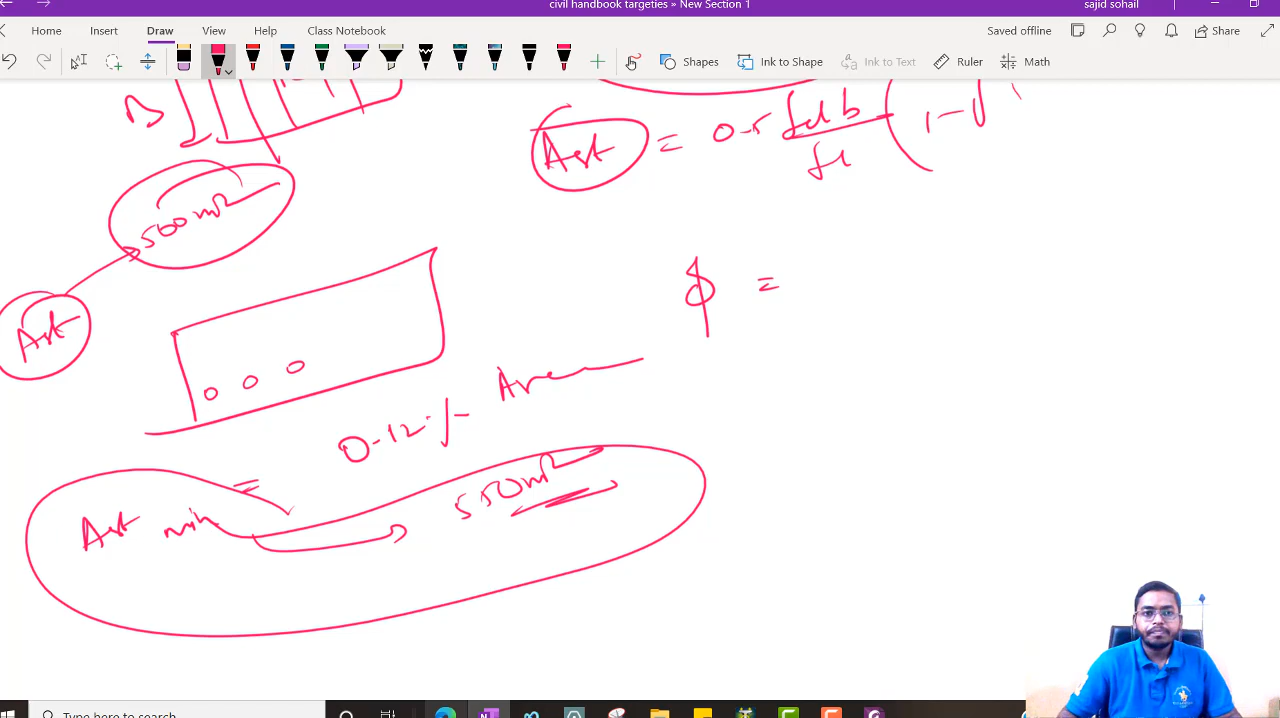 civil handbook targeties » New Section 1
sajid sohail
Home Insert Draw View Help Class Notebook
Saved offline
Share
Shapes
Ink to Shape
Ink to Text
Ruler
Math
D
Ast = 0.5 fck b ( 1 - √
fy
500m²
ϕ =
Ast
0.12 % Area
Ast min =
550m²
Type here to search